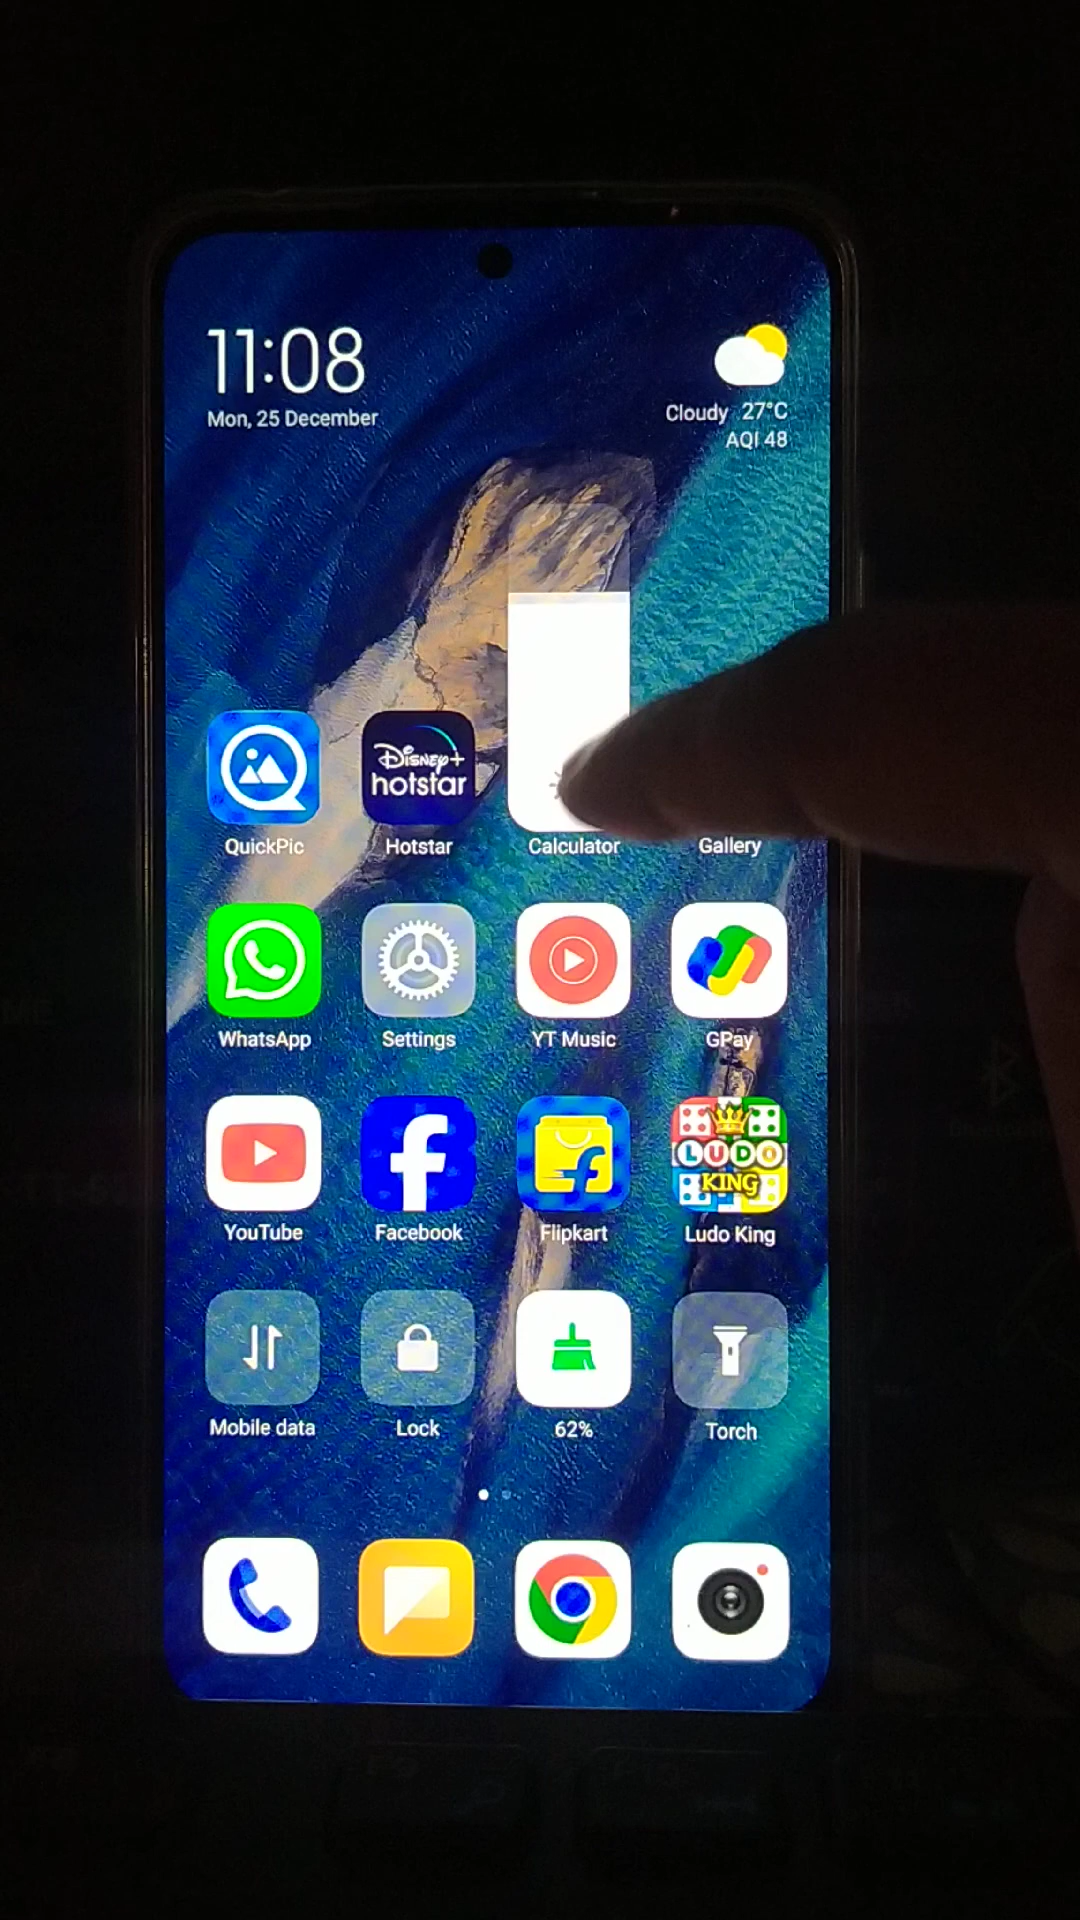 11:08
Mon, 25 December
Cloudy 27°C
AQI 48
Disney+
hotstar
QuickPic
Hotstar
Calculator
Gallery
WhatsApp
Settings
YT Music
GPay
LUDO
KING
YouTube
Facebook
Flipkart
Ludo King
Mobile data
Lock
62%
Torch